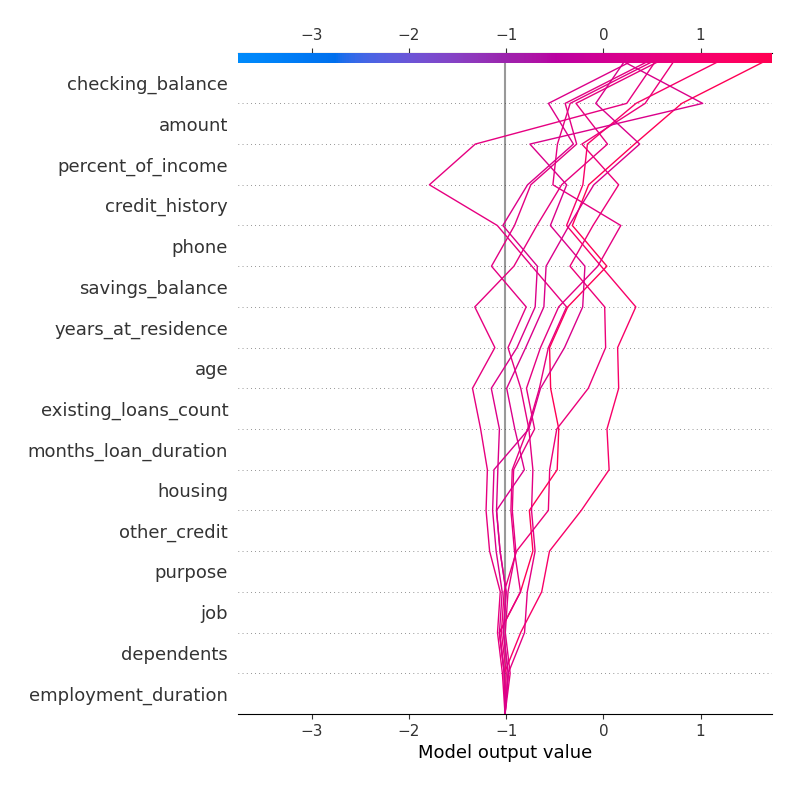 −3 −2 −1 0 1
checking_balance
amount
percent_of_income
credit_history
phone
savings_balance
years_at_residence
age
existing_loans_count
months_loan_duration
housing
other_credit
purpose
job
dependents
employment_duration
−3 −2 −1 0 1
Model output value